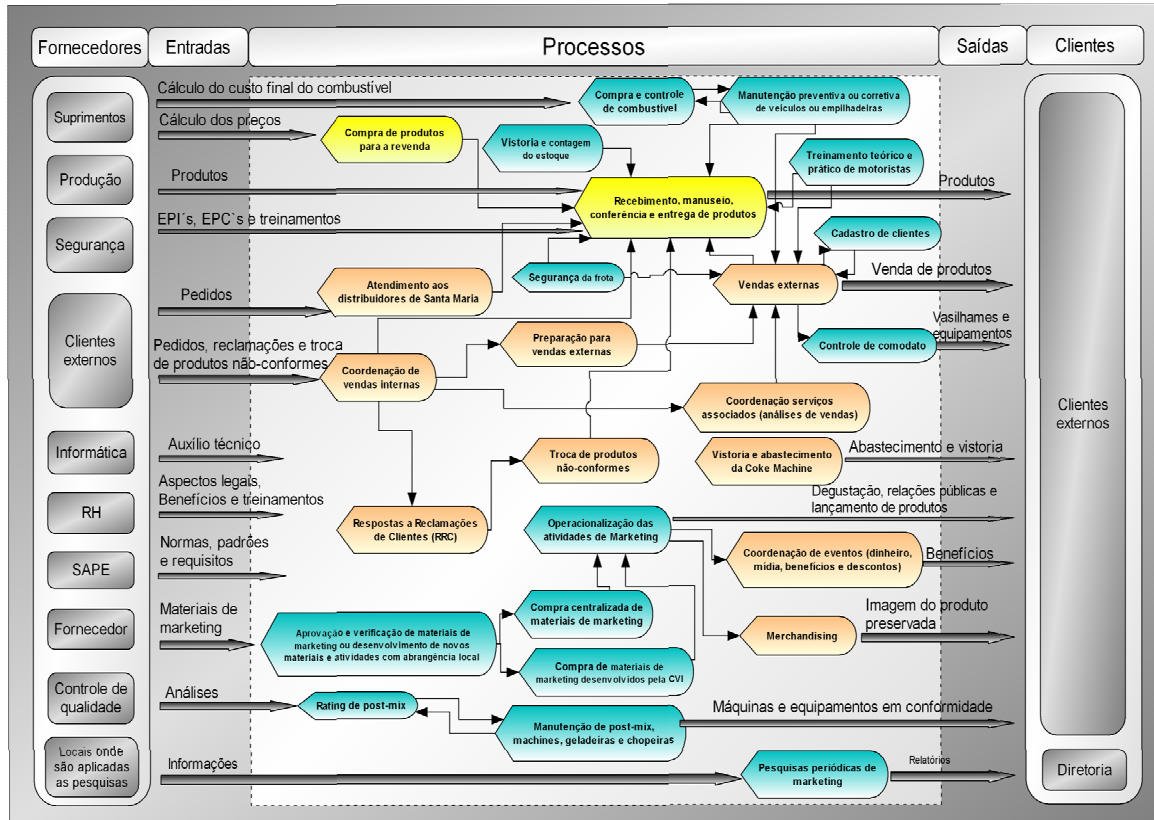 Fornecedores
Entradas
Processos
Saídas
Clientes
Suprimentos
Produção
Segurança
Clientes
externos
Informática
RH
SAPE
Fornecedor
Controle de
qualidade
Locais onde
são aplicadas
as pesquisas
Cálculo do custo final do combustível
Cálculo dos preços
Produtos
EPI´s, EPC`s e treinamentos
Pedidos
Pedidos, reclamações e troca
de produtos não-conformes
Auxílio técnico
Aspectos legais,
Benefícios e treinamentos
Normas, padrões
e requisitos
Materiais de
marketing
Análises
Informações
Compra e controle
de combustível
Manutenção preventiva ou corretiva
de veículos ou empilhadeiras
Compra de produtos
para a revenda
Vistoria e contagem
do estoque
Treinamento teórico e
prático de motoristas
Recebimento, manuseio,
conferência e entrega de produtos
Cadastro de clientes
Segurança da frota
Vendas externas
Atendimento aos
distribuidores de Santa Maria
Preparação para
vendas externas
Controle de comodato
Coordenação de
vendas internas
Coordenação serviços
associados (análises de vendas)
Troca de produtos
não-conformes
Vistoria e abastecimento
da Coke Machine
Respostas a Reclamações
de Clientes (RRC)
Operacionalização das
atividades de Marketing
Coordenação de eventos (dinheiro,
mídia, benefícios e descontos)
Compra centralizada de
materiais de marketing
Merchandising
Aprovação e verificação de materiais de
marketing ou desenvolvimento de novos
materiais e atividades com abrangência local
Compra de materiais de
marketing desenvolvidos pela CVI
Rating de post-mix
Manutenção de post-mix,
machines, geladeiras e chopeiras
Pesquisas periódicas de
marketing
Produtos
Venda de produtos
Vasilhames e
equipamentos
Abastecimento e vistoria
Degustação, relações públicas e
lançamento de produtos
Benefícios
Imagem do produto
preservada
Máquinas e equipamentos em conformidade
Relatórios
Clientes
externos
Diretoria